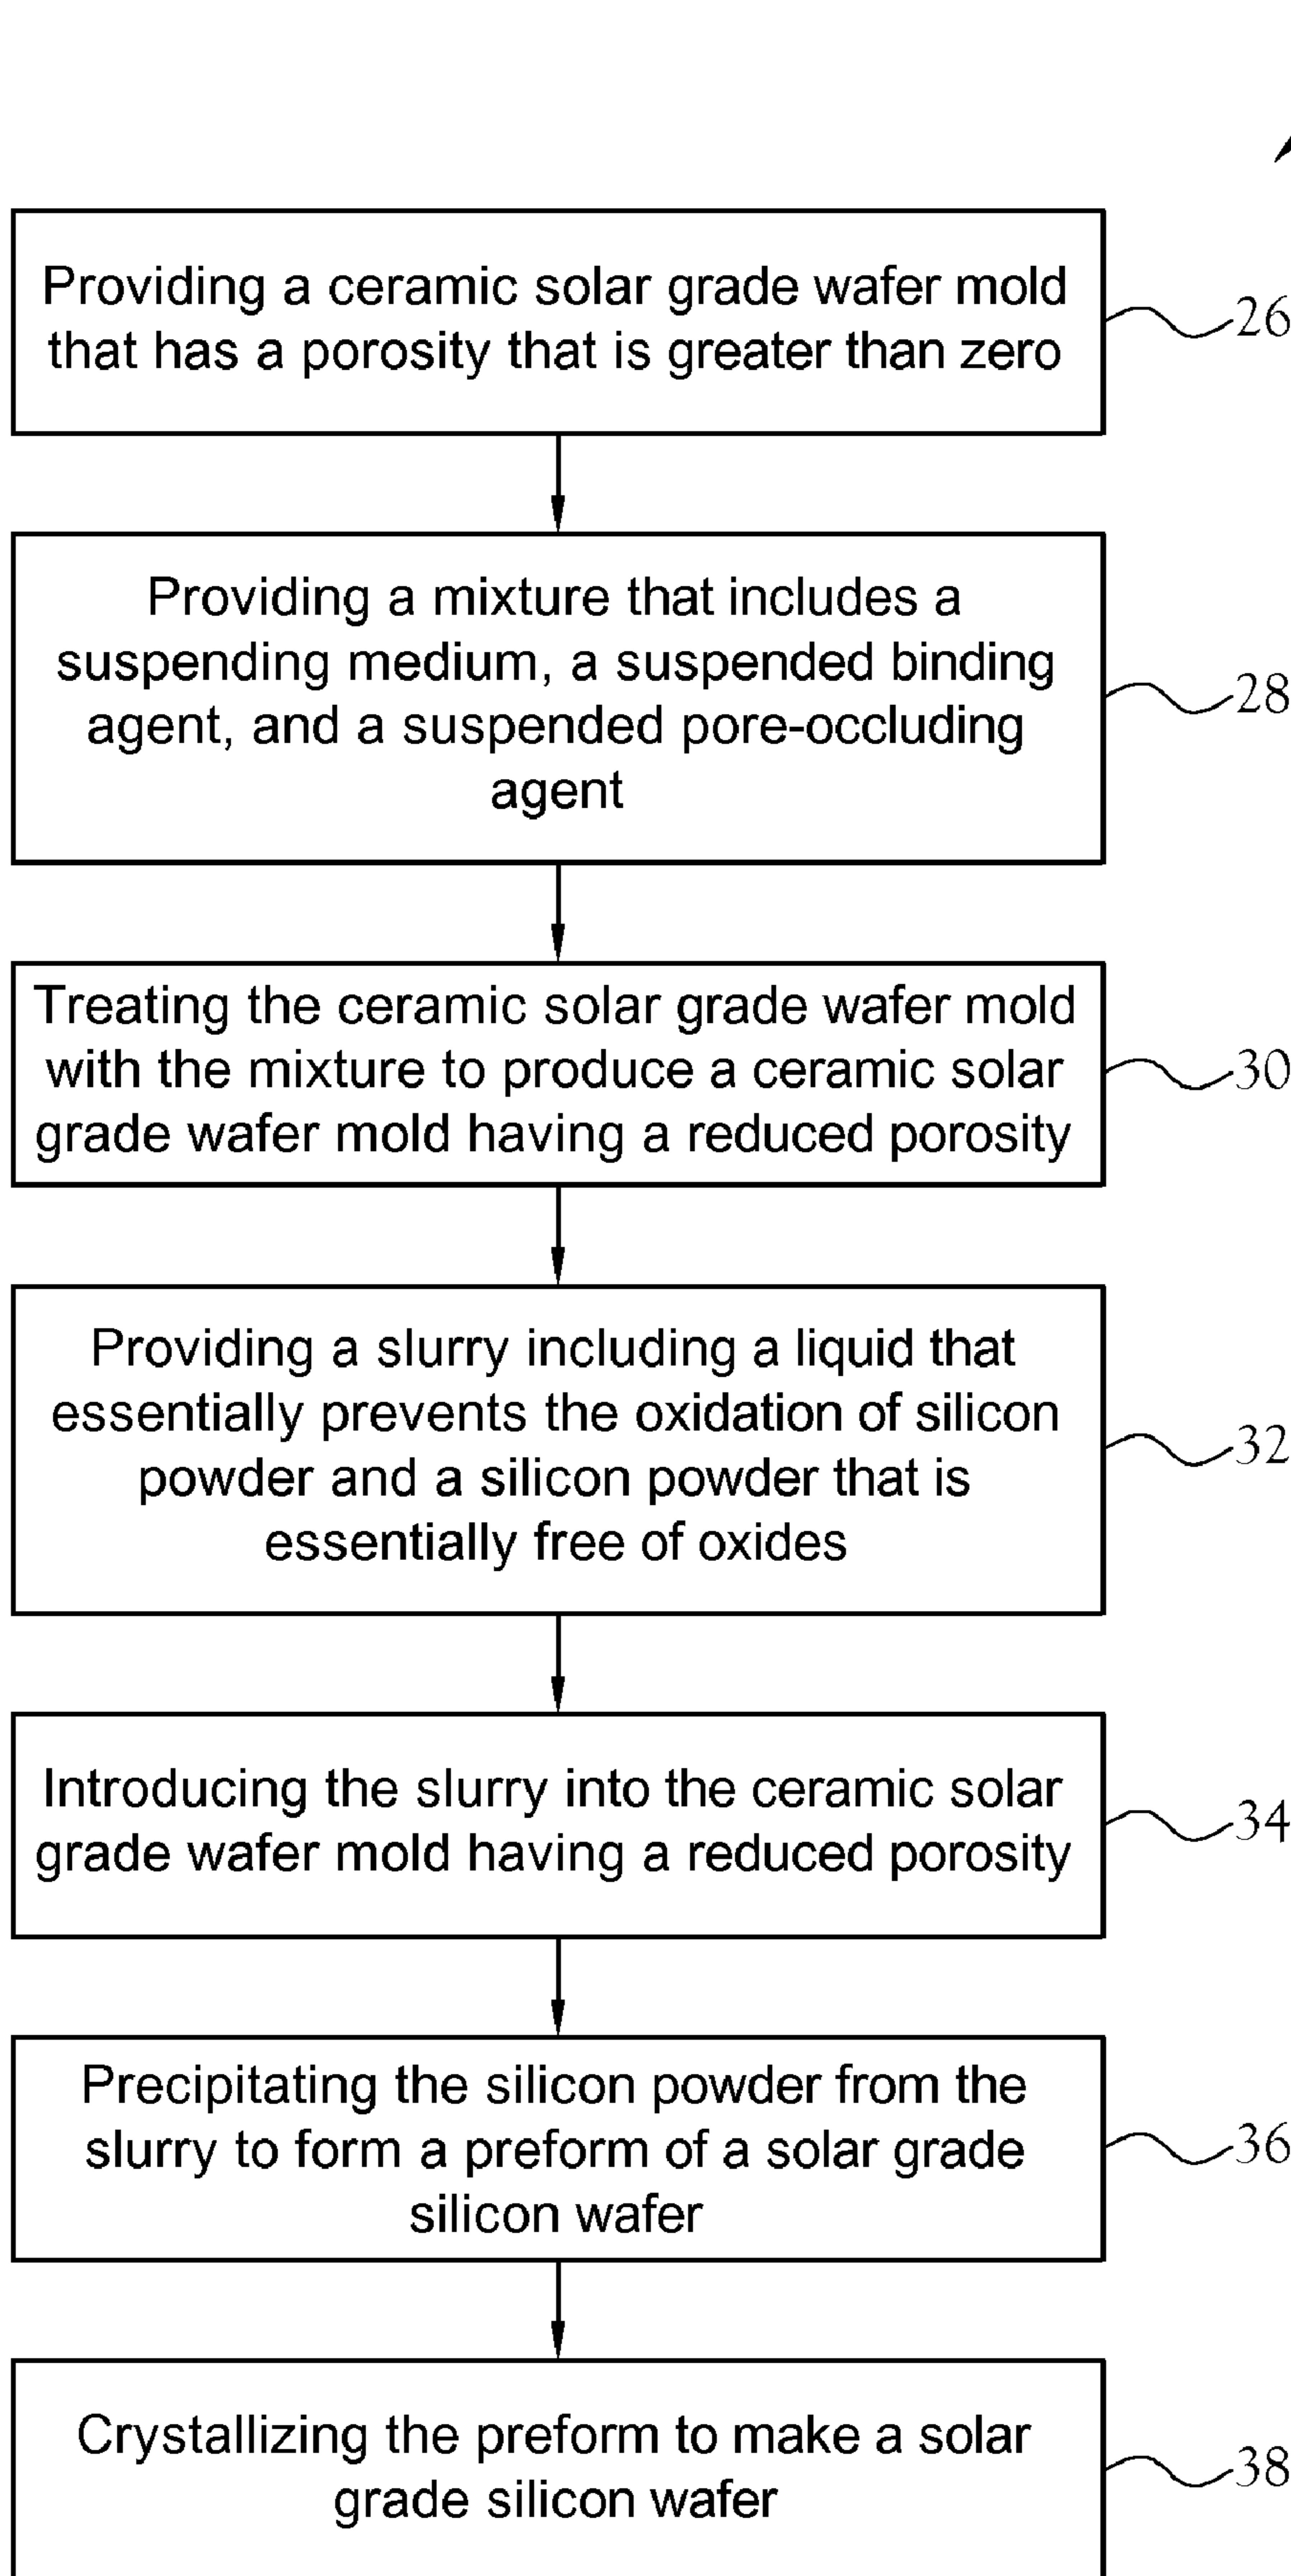 Providing a ceramic solar grade wafer mold
that has a porosity that is greater than zero
26
Providing a mixture that includes a
suspending medium, a suspended binding
agent, and a suspended pore-occluding
agent
28
Treating the ceramic solar grade wafer mold
with the mixture to produce a ceramic solar
grade wafer mold having a reduced porosity
30
Providing a slurry including a liquid that
essentially prevents the oxidation of silicon
powder and a silicon powder that is
essentially free of oxides
32
Introducing the slurry into the ceramic solar
grade wafer mold having a reduced porosity
34
Precipitating the silicon powder from the
slurry to form a preform of a solar grade
silicon wafer
36
Crystallizing the preform to make a solar
grade silicon wafer
38